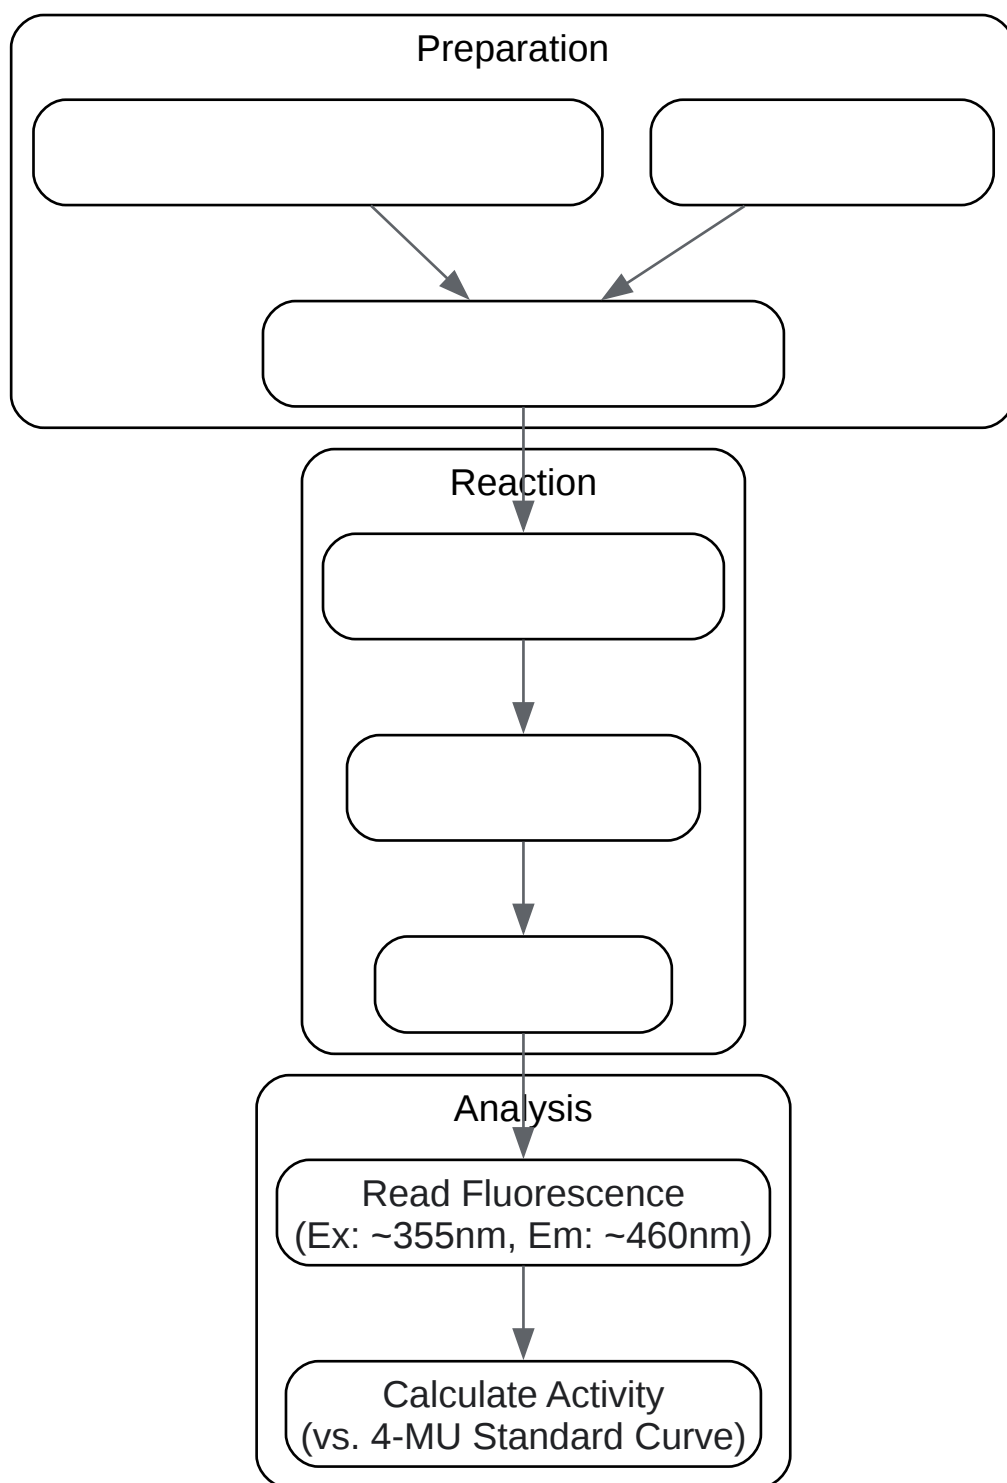 Preparation
Reaction
Analysis
Read Fluorescence
(Ex: ~355nm, Em: ~460nm)
Calculate Activity
(vs. 4-MU Standard Curve)